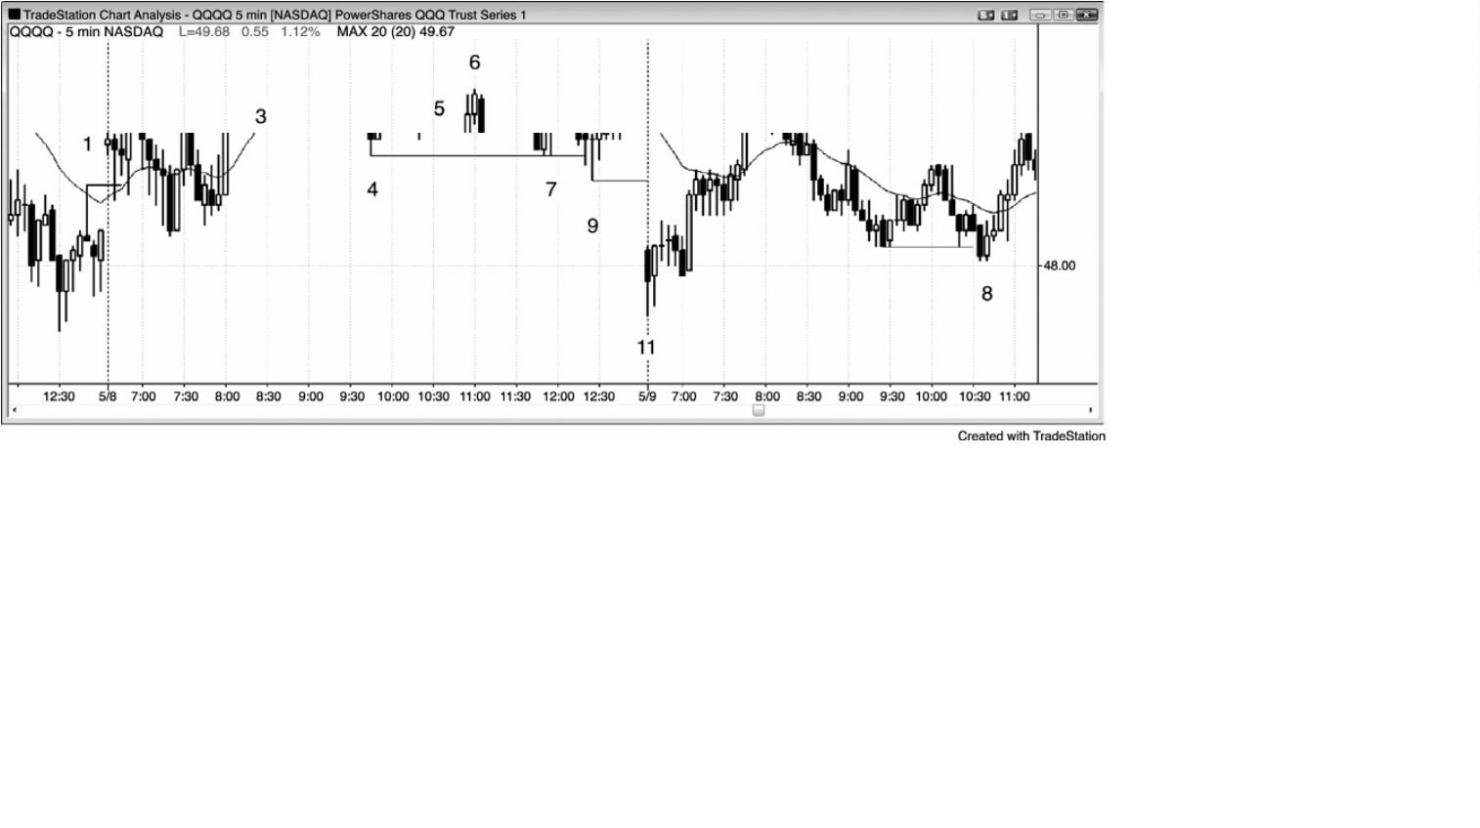 TradeStation Chart Analysis - QQQQ 5 min [NASDAQ] PowerShares QQQ Trust Series 1
QQQQ - 5 min NASDAQ L=49.68 0.55 1.12% MAX 20 (20) 49.67
6
5
3
1
4
7
9
48.00
8
11
12:30 5/8 7:00 7:30 8:00 8:30 9:00 9:30 10:00 10:30 11:00 11:30 12:00 12:30 5/9 7:00 7:30 8:00 8:30 9:00 9:30 10:00 10:30 11:00
Created with TradeStation